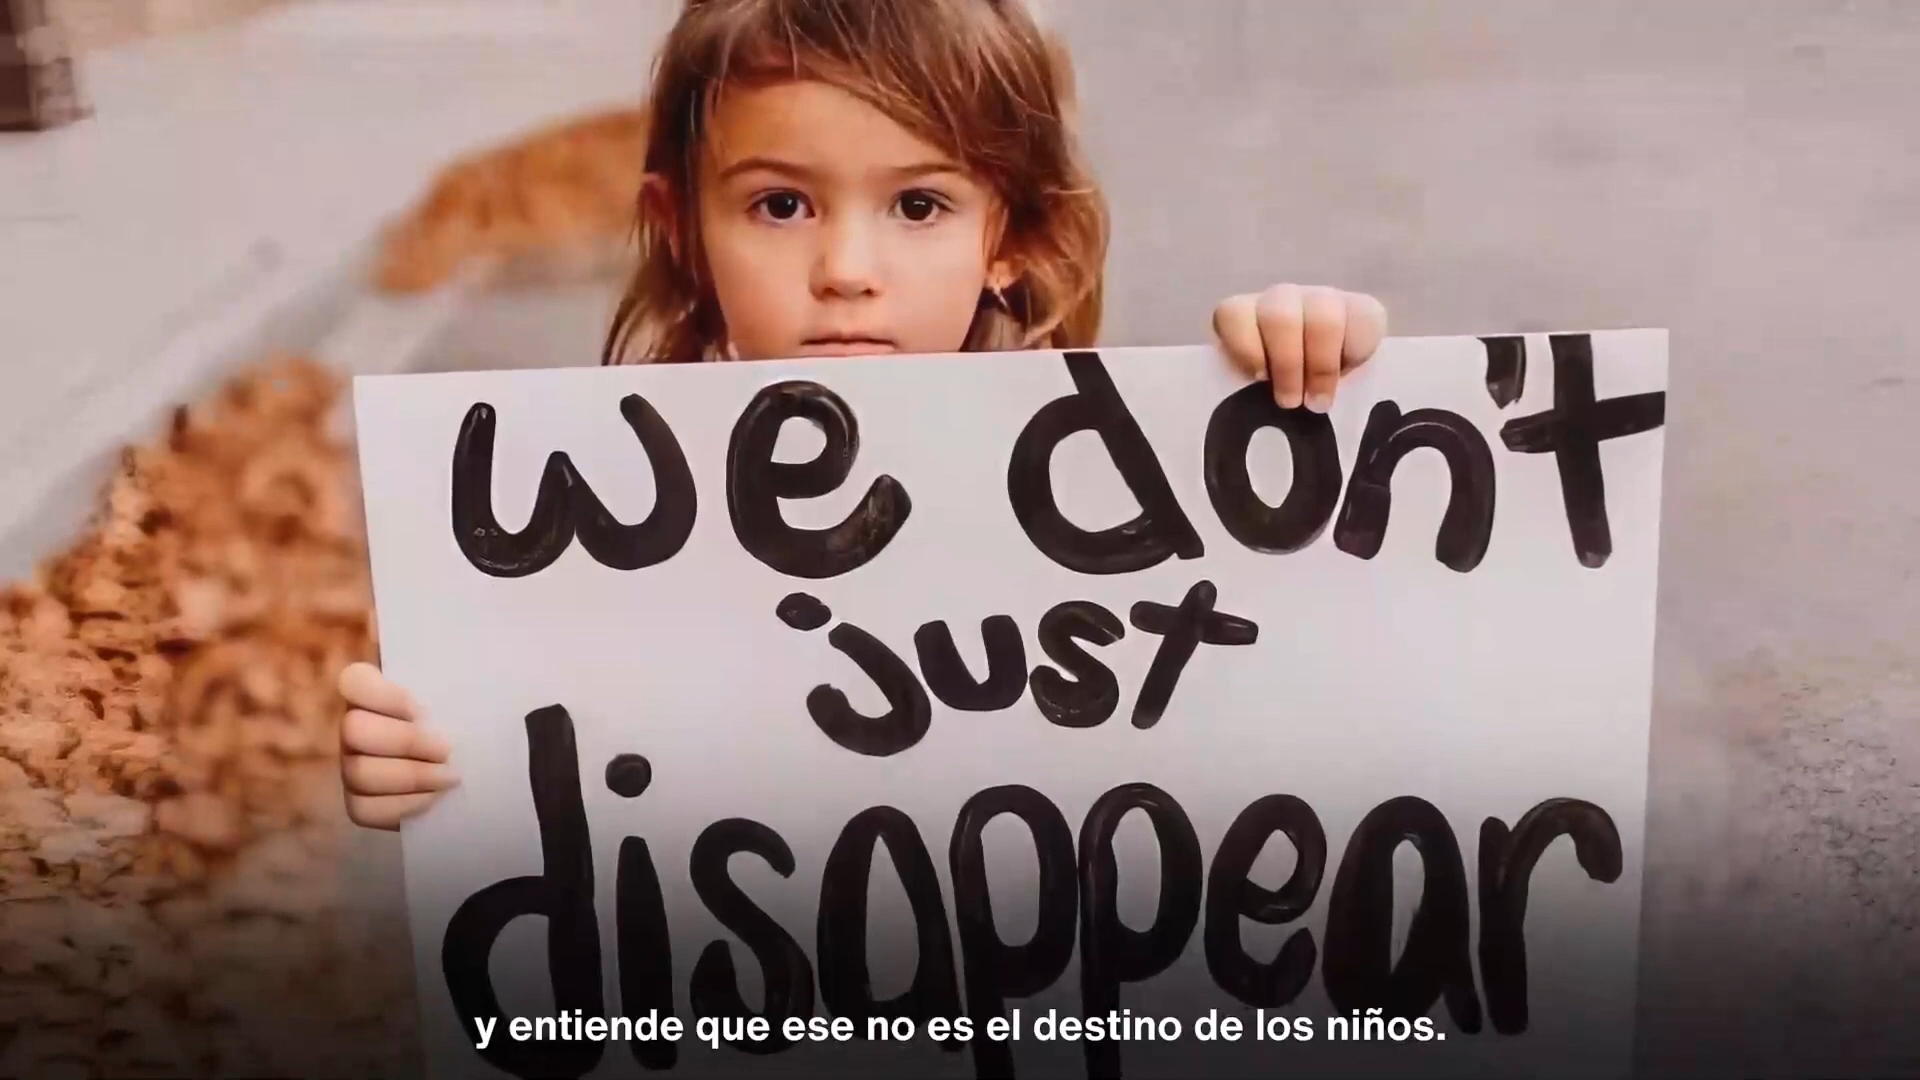 we don't
just
disappear
y entiende que ese no es el destino de los niños.